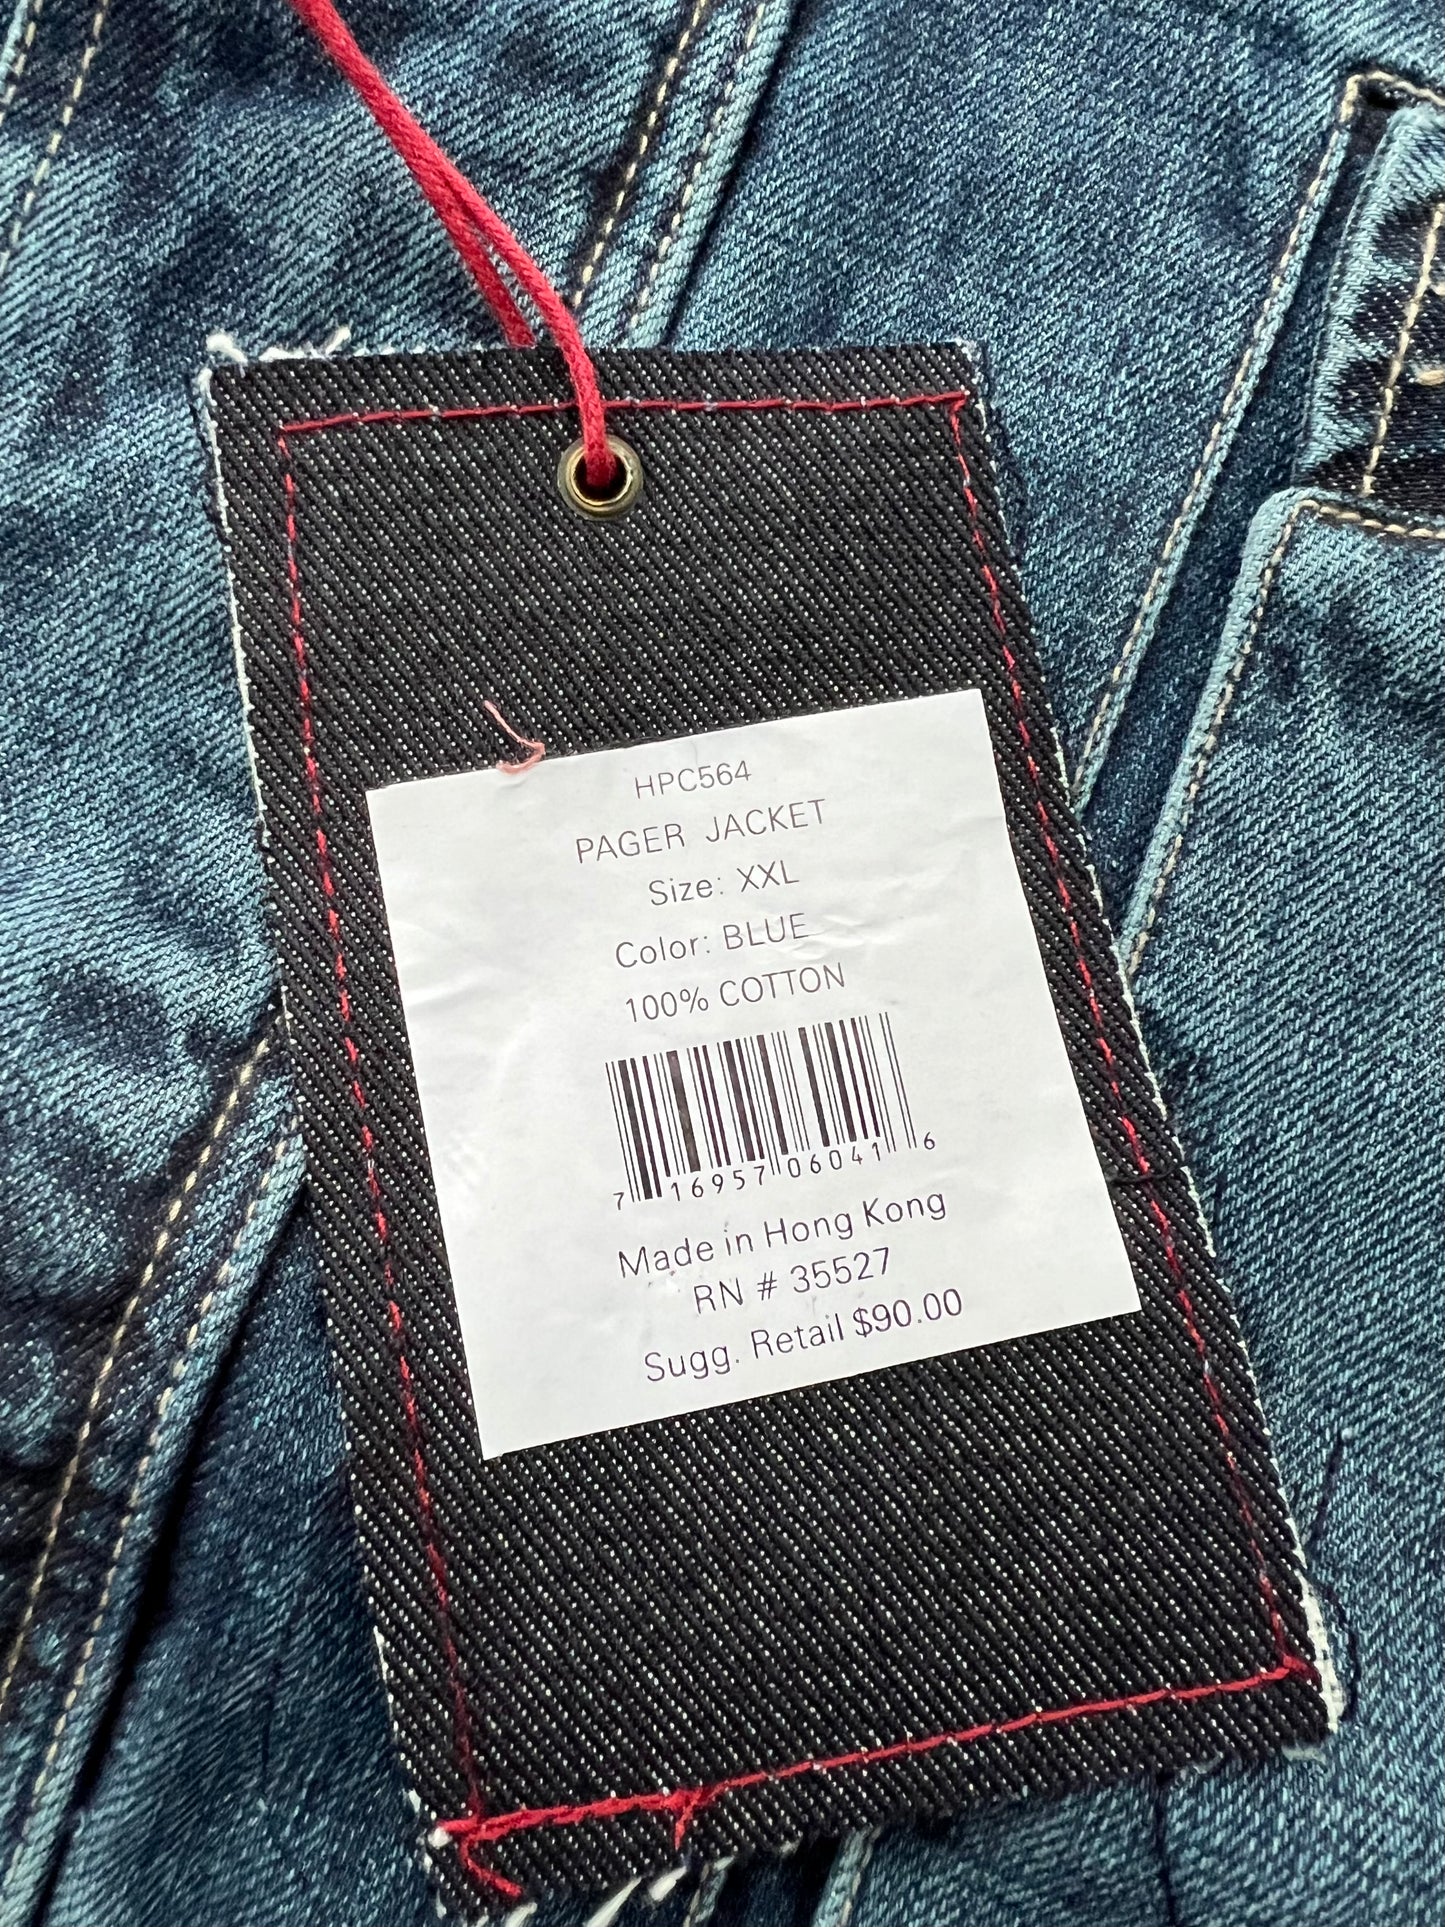 HPC564
PAGER JACKET
Size: XXL
Color: BLUE
100% COTTON
7 16957 06041 6
Made in Hong Kong
RN # 35527
Sugg. Retail $90.00